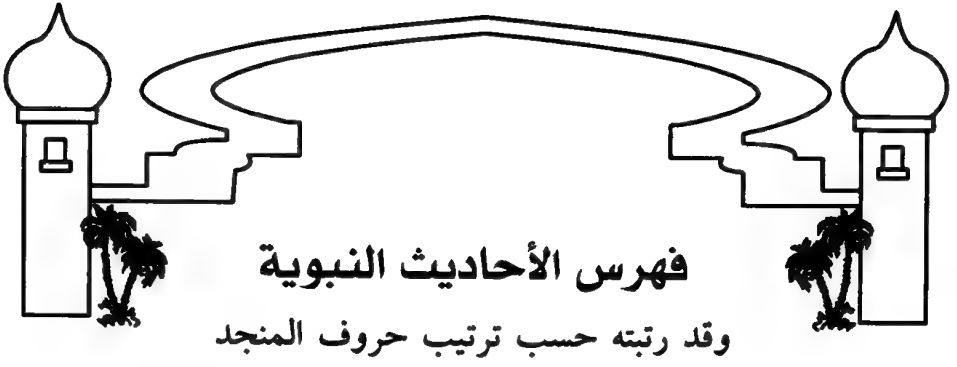 فهرس الأحاديث النبوية
وقد رتبته حسب ترتيب حروف المنجد